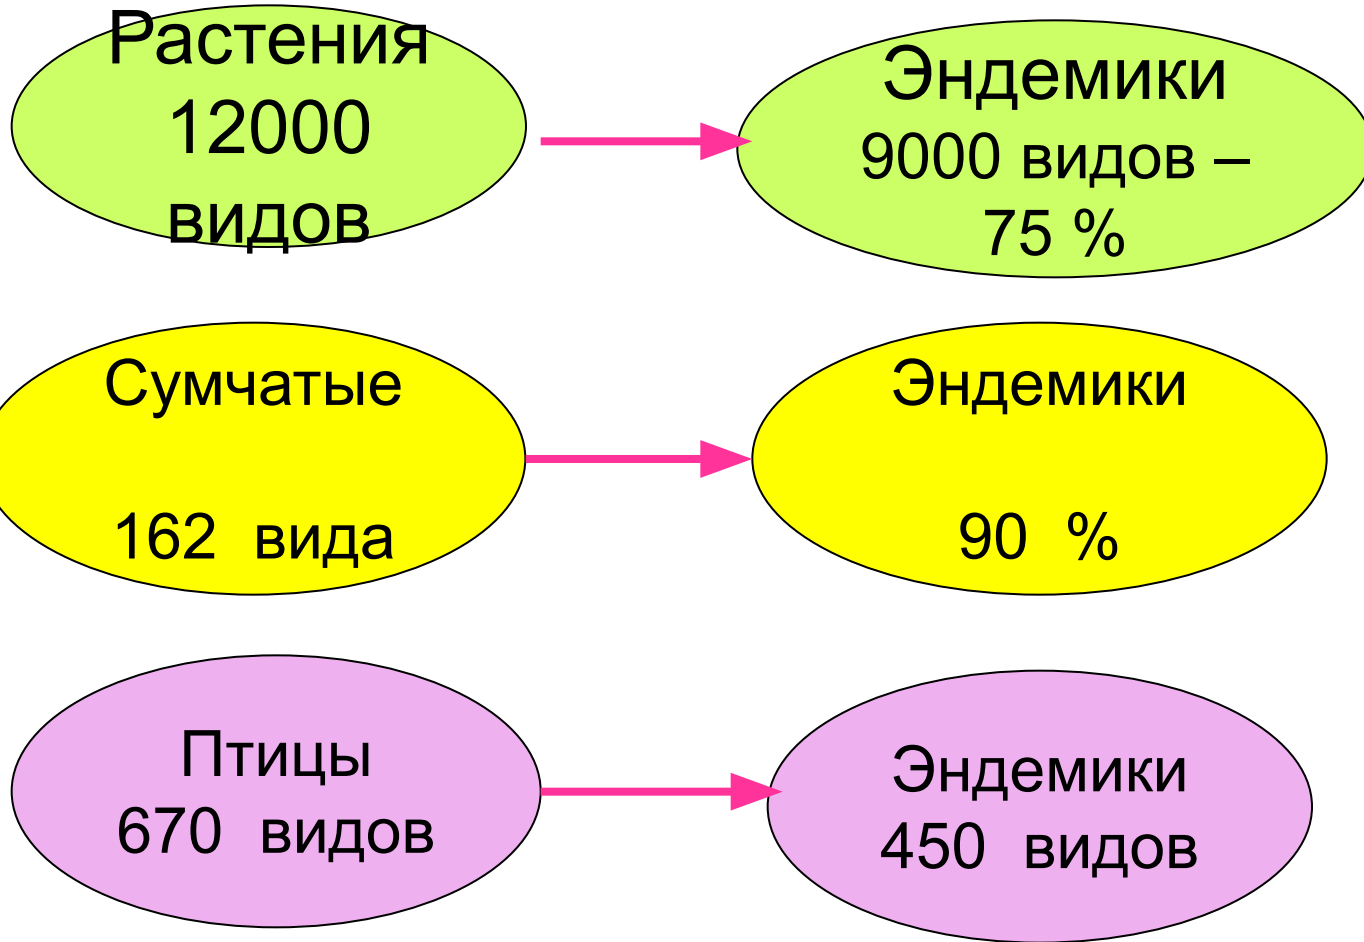 Растения
12000
видов
Эндемики
9000 видов –
75 %
Сумчатые
162 вида
Эндемики
90 %
Птицы
670 видов
Эндемики
450 видов